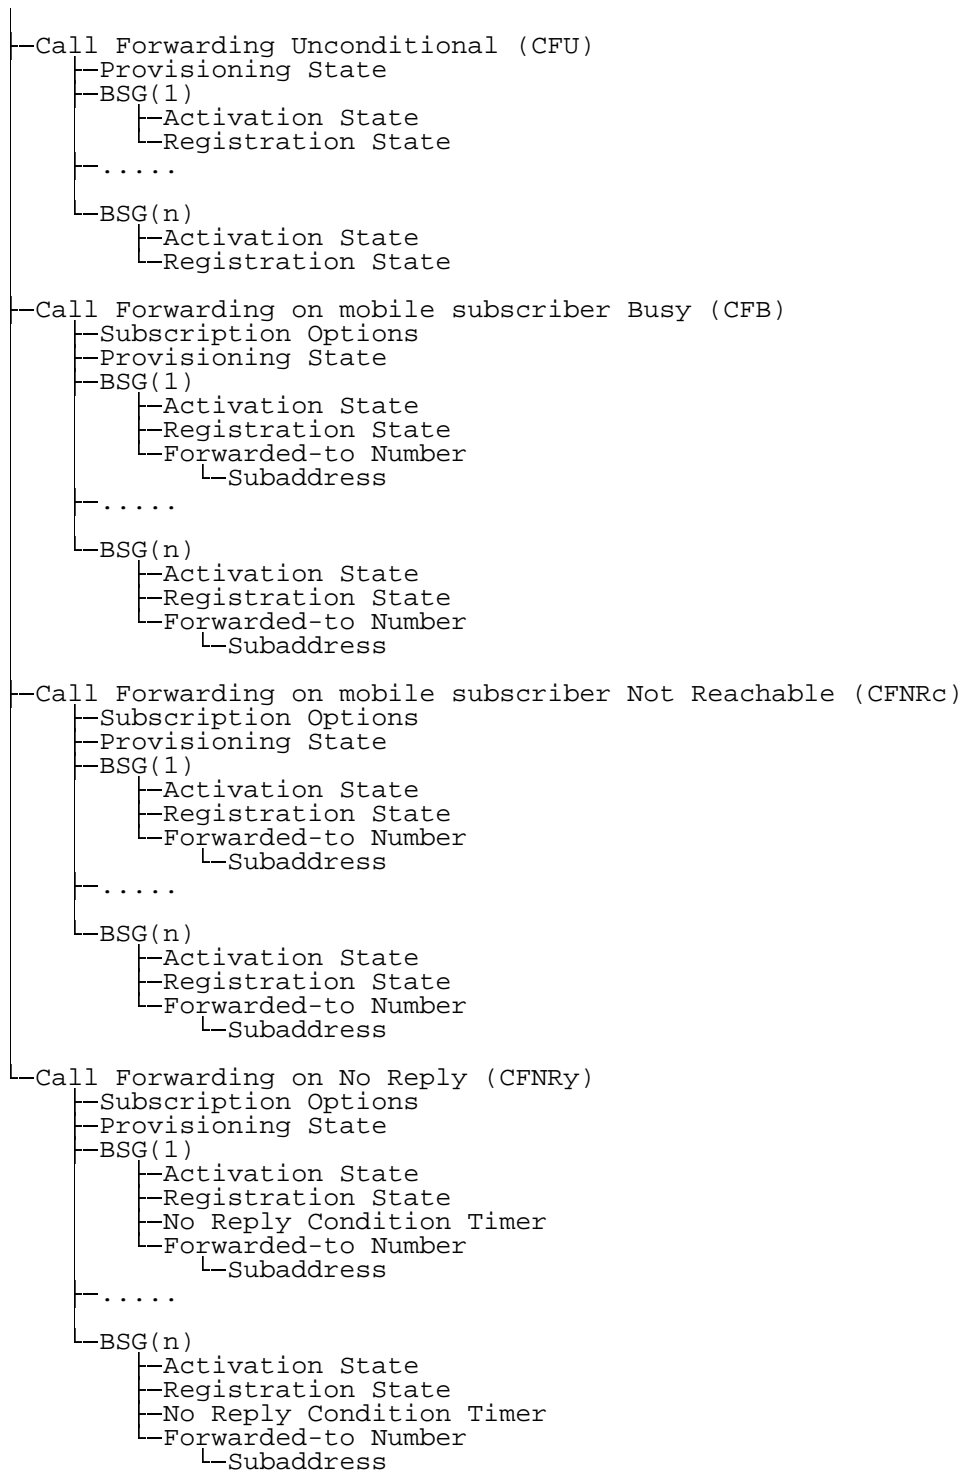 Call Forwarding Unconditional (CFU)
Provisioning State
BSG(1)
Activation State
Registration State
.....
BSG(n)
Activation State
Registration State
Call Forwarding on mobile subscriber Busy (CFB)
Subscription Options
Provisioning State
BSG(1)
Activation State
Registration State
Forwarded-to Number
Subaddress
.....
BSG(n)
Activation State
Registration State
Forwarded-to Number
Subaddress
Call Forwarding on mobile subscriber Not Reachable (CFNRc)
Subscription Options
Provisioning State
BSG(1)
Activation State
Registration State
Forwarded-to Number
Subaddress
.....
BSG(n)
Activation State
Registration State
Forwarded-to Number
Subaddress
Call Forwarding on No Reply (CFNRy)
Subscription Options
Provisioning State
BSG(1)
Activation State
Registration State
No Reply Condition Timer
Forwarded-to Number
Subaddress
.....
BSG(n)
Activation State
Registration State
No Reply Condition Timer
Forwarded-to Number
Subaddress